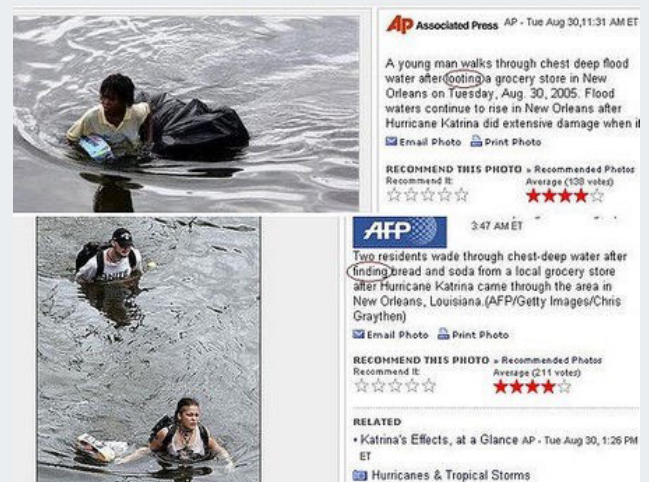 AP Associated Press AP - Tue Aug 30,11:31 AM ET
A young man walks through chest deep flood
water after looting a grocery store in New
Orleans on Tuesday, Aug. 30, 2005. Flood
waters continue to rise in New Orleans after
Hurricane Katrina did extensive damage when it
Email Photo Print Photo
RECOMMEND THIS PHOTO » Recommended Photos
Recommend It: Average (138 votes)
AFP 3:47 AM ET
Two residents wade through chest-deep water after
finding bread and soda from a local grocery store
after Hurricane Katrina came through the area in
New Orleans, Louisiana.(AFP/Getty Images/Chris
Graythen)
Email Photo Print Photo
RECOMMEND THIS PHOTO » Recommended Photos
Recommend It: Average (211 votes)
RELATED
• Katrina's Effects, at a Glance AP - Tue Aug 30, 1:26 PM
ET
Hurricanes & Tropical Storms